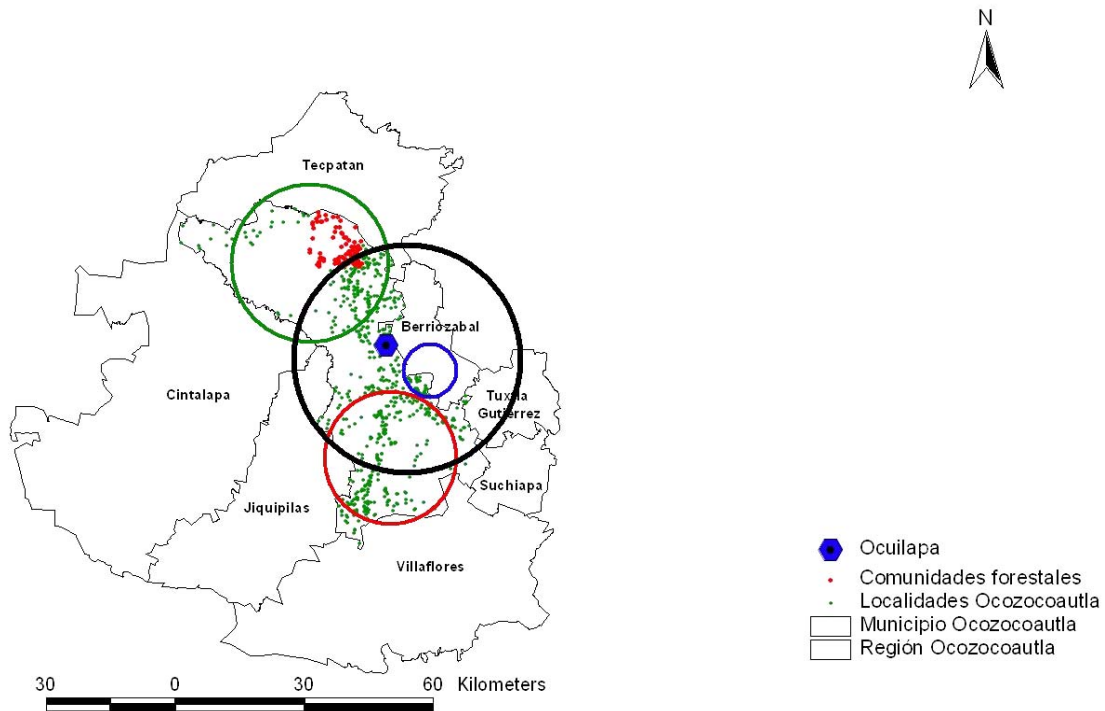 N
Tecpatan
Berriozabal
Cintalapa
Tuxtla
Gutierrez
Suchiapa
Jiquipilas
Villaflores
Ocuilapa
Comunidades forestales
Localidades Ocozocoautla
Municipio Ocozocoautla
Región Ocozocoautla
30 0 30 60 Kilometers